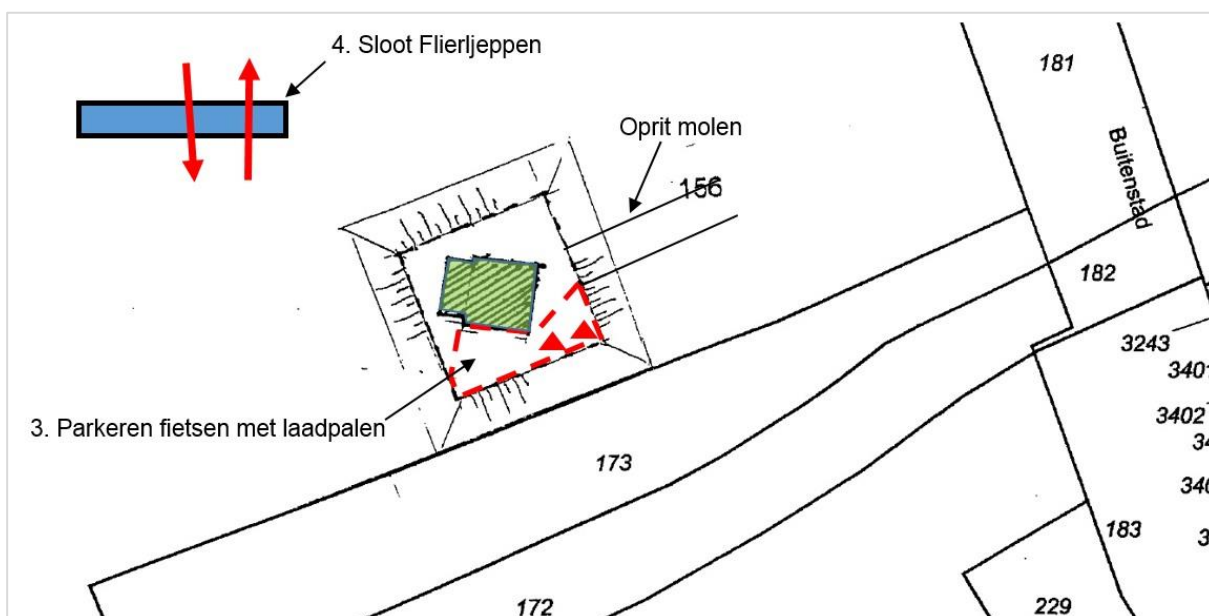 4. Sloot Flierljeppen
181
Oprit molen
Buitenstad
156
182
3243
3401
3402
3. Parkeren fietsen met laadpalen
173
183
172
229